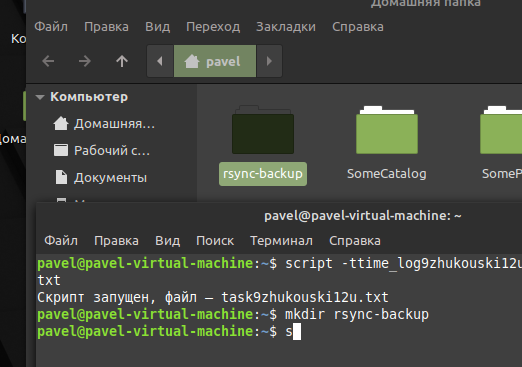 Домашняя папка
Ко
Файл Правка Вид Переход Закладки Справка
pavel
Компьютер
Домашняя...
Рабочий с...
Документы
rsync-backup SomeCatalog SomeP
pavel@pavel-virtual-machine: ~
Файл Правка Вид Поиск Терминал Справка
pavel@pavel-virtual-machine:~$ script -ttime_log9zhukouski12u
txt
Скрипт запущен, файл — task9zhukouski12u.txt
pavel@pavel-virtual-machine:~$ mkdir rsync-backup
pavel@pavel-virtual-machine:~$ s